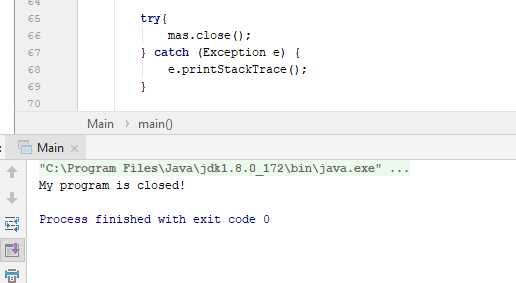 64
65 try{
66 mas.close();
67 } catch (Exception e) {
68 e.printStackTrace();
69 }
70
Main > main()
: Main ×
"C:\Program Files\Java\jdk1.8.0_172\bin\java.exe" ...
My program is closed!
Process finished with exit code 0